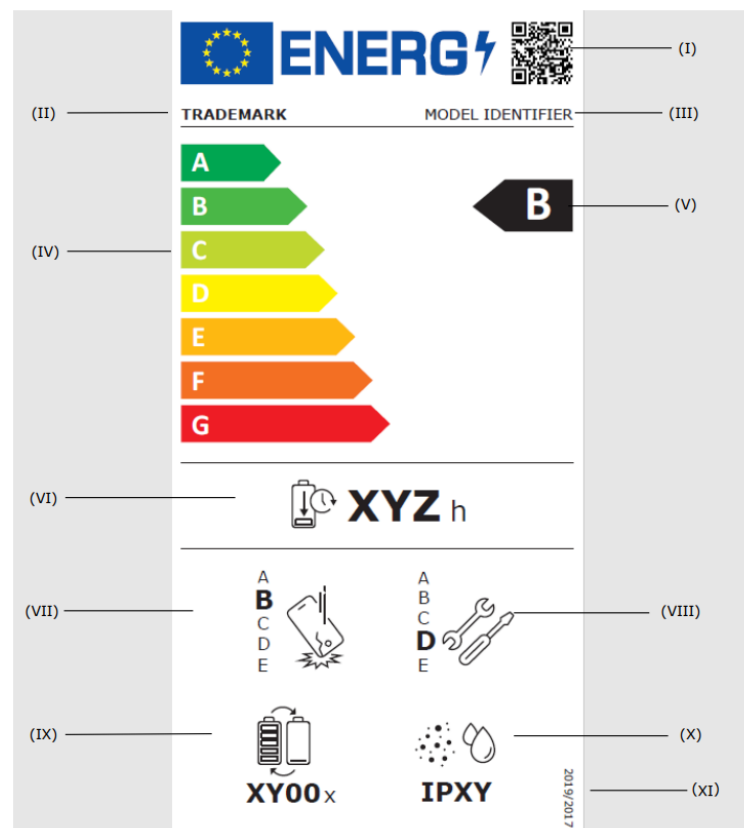 ENERG
(I)
(II)
TRADEMARK
MODEL IDENTIFIER
(III)
A
B
B
(V)
(IV)
C
D
E
F
G
(VI)
XYZ h
(VII)
A
B
C
D
E
A
B
C
D
E
(VIII)
(IX)
XY00x
(X)
IPXY
2019/2017
(XI)